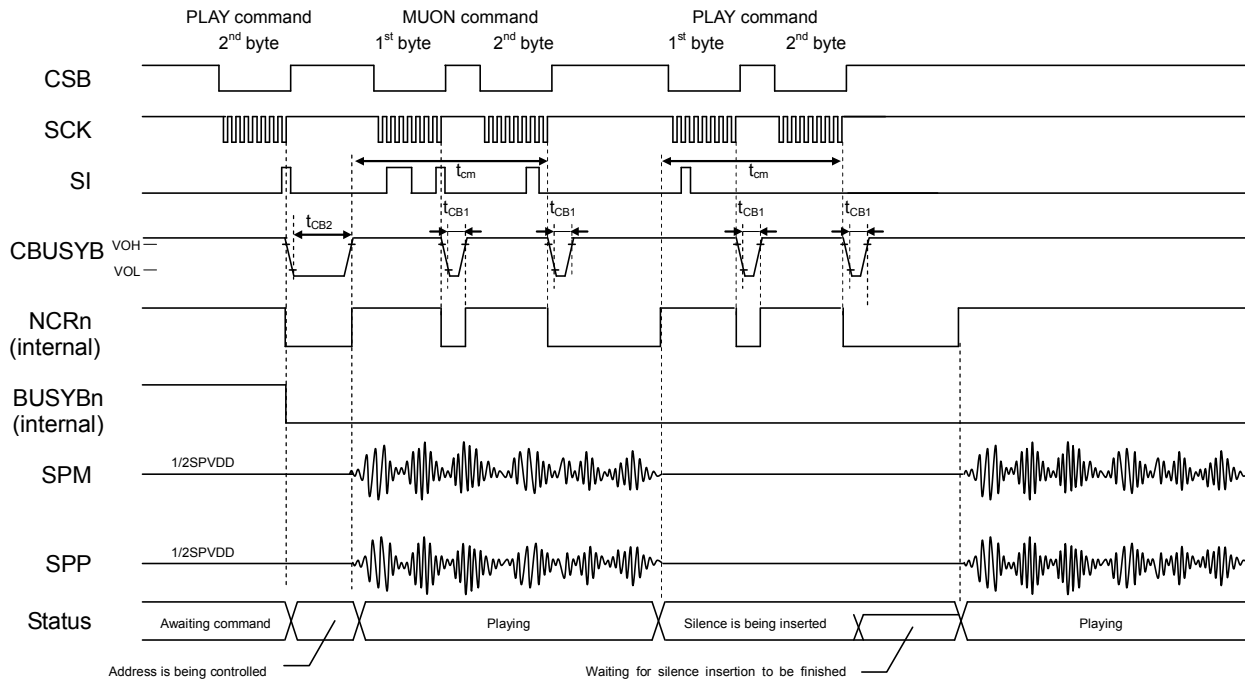 PLAY command
MUON command
PLAY command
2nd byte
1st byte
2nd byte
1st byte
2nd byte
CSB
SCK
SI
tcm
tcm
tCB2
tCB1
tCB1
tCB1
tCB1
CBUSYB
VOH
VOL
NCRn
(internal)
BUSYBn
(internal)
SPM
1/2SPVDD
SPP
1/2SPVDD
Status
Awaiting command
Playing
Silence is being inserted
Playing
Address is being controlled
Waiting for silence insertion to be finished